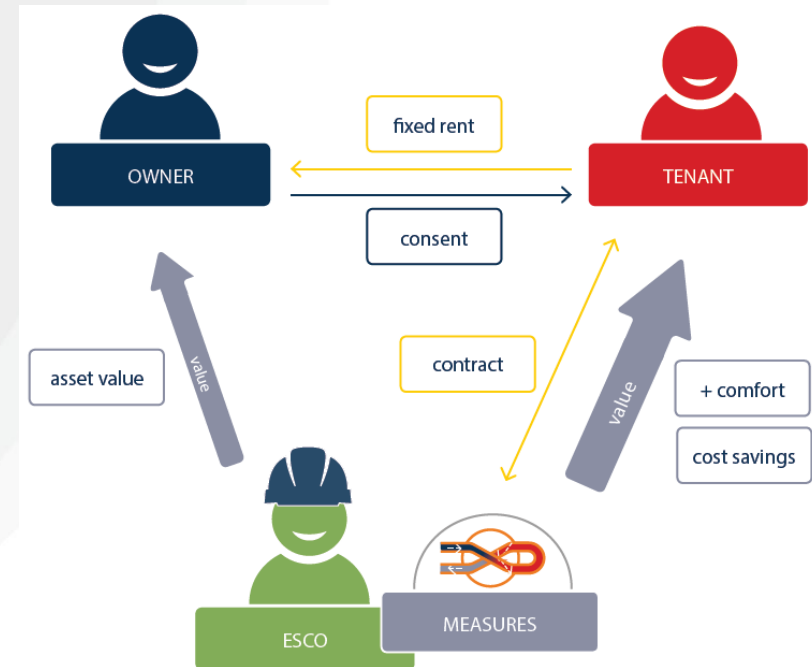 fixed rent
OWNER
TENANT
consent
value
asset value
contract
value
+ comfort
cost savings
MEASURES
ESCO